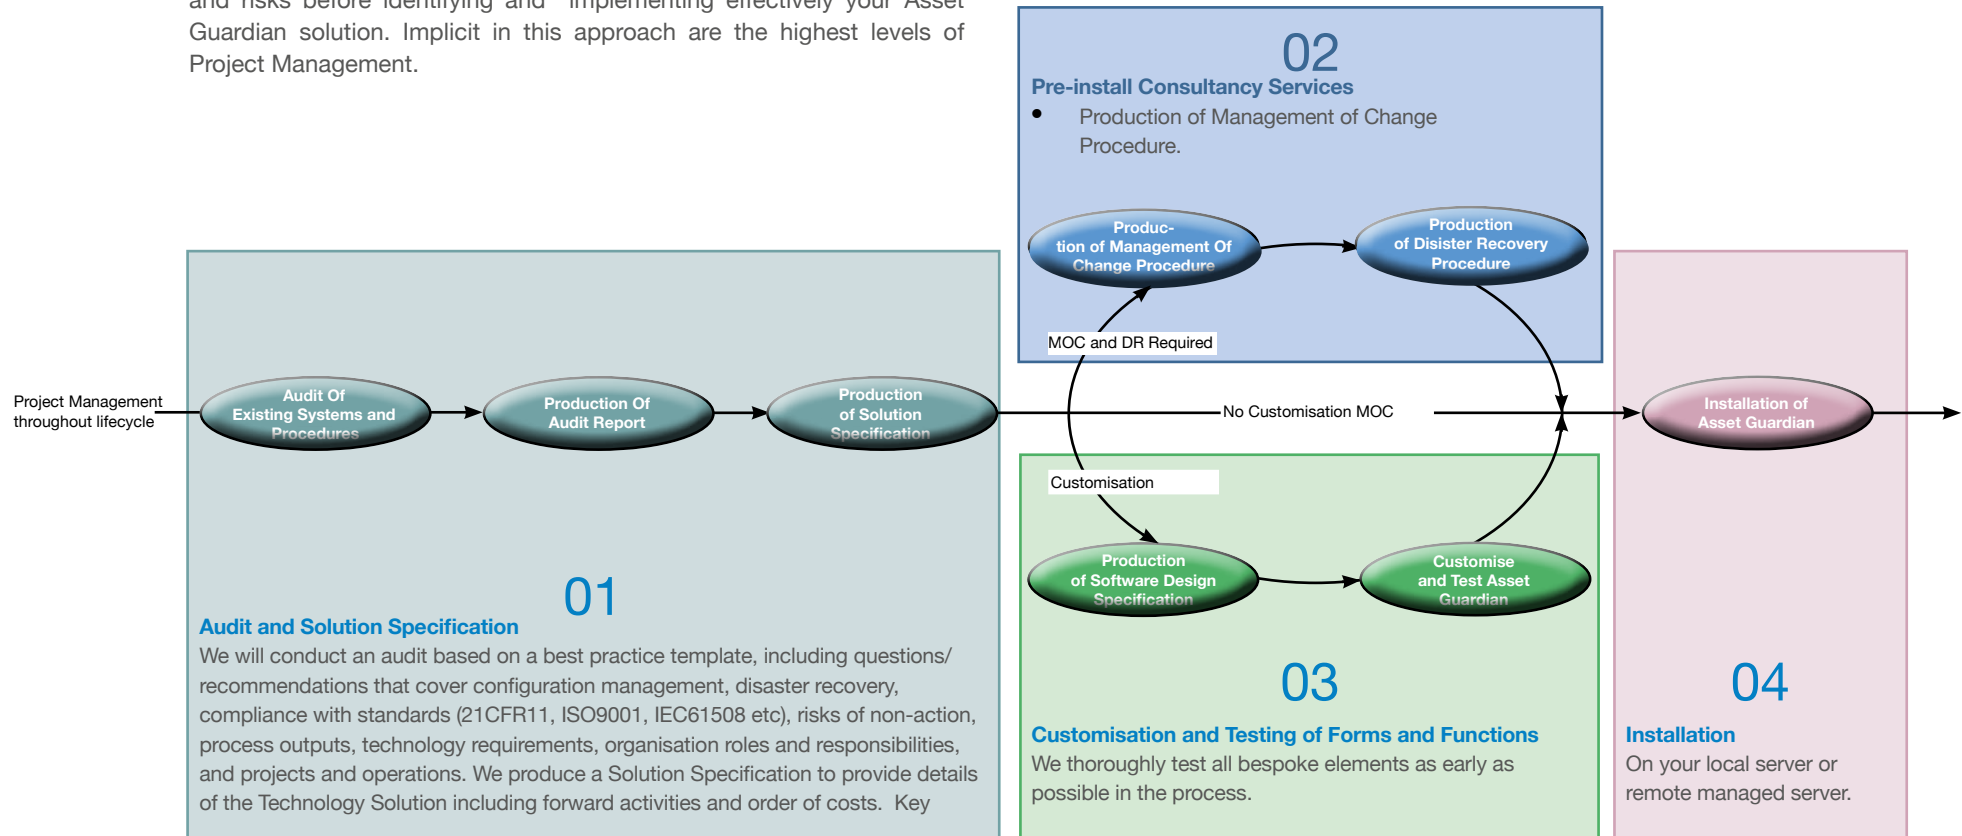 and risks before identifying and implementing effectively your Asset
Guardian solution. Implicit in this approach are the highest levels of
Project Management.
02
Pre-install Consultancy Services
• Production of Management of Change
Procedure.
Produc-
tion of Management Of
Change Procedure
Production
of Disister Recovery
Procedure
MOC and DR Required
Project Management
throughout lifecycle
Audit Of
Existing Systems and
Procedures
Production Of
Audit Report
Production
of Solution
Specification
No Customisation MOC
Installation of
Asset Guardian
Customisation
Production
of Software Design
Specification
Customise
and Test Asset
Guardian
01
Audit and Solution Specification
We will conduct an audit based on a best practice template, including questions/
recommendations that cover configuration management, disaster recovery,
compliance with standards (21CFR11, ISO9001, IEC61508 etc), risks of non-action,
process outputs, technology requirements, organisation roles and responsibilities,
and projects and operations. We produce a Solution Specification to provide details
of the Technology Solution including forward activities and order of costs. Key
03
Customisation and Testing of Forms and Functions
We thoroughly test all bespoke elements as early as
possible in the process.
04
Installation
On your local server or
remote managed server.